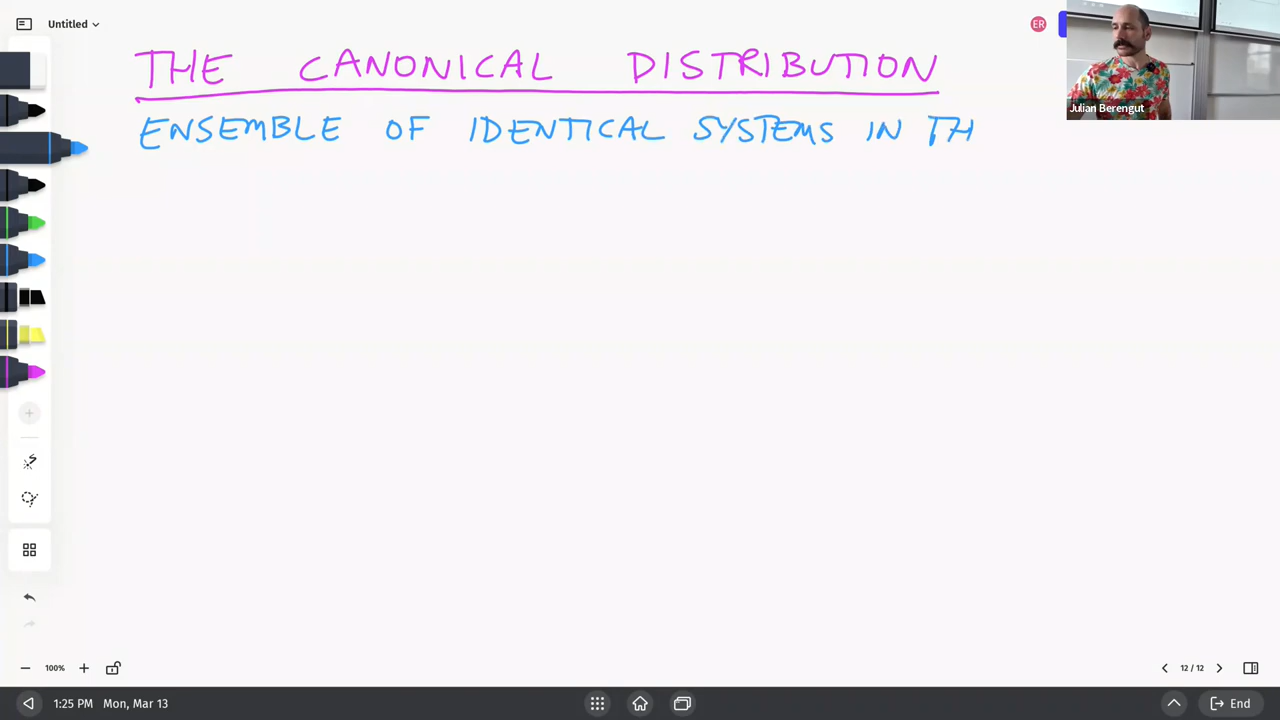 Untitled
ER
THE CANONICAL DISTRIBUTION
Julian Berengut
ENSEMBLE OF IDENTICAL SYSTEMS IN TH
100%
12 / 12
1:25 PM Mon, Mar 13
End